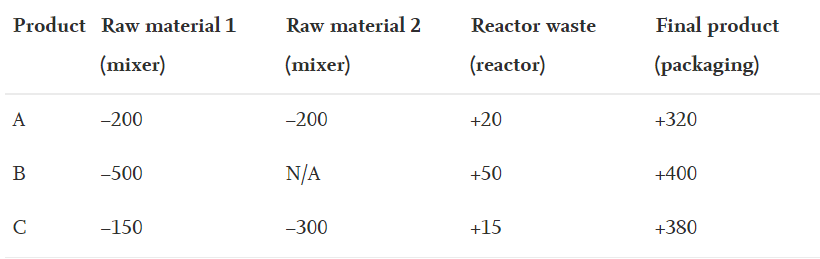 Product Raw material 1 Raw material 2 Reactor waste Final product
(mixer) (mixer) (reactor) (packaging)
A –200 –200 +20 +320
B –500 N/A +50 +400
C –150 –300 +15 +380